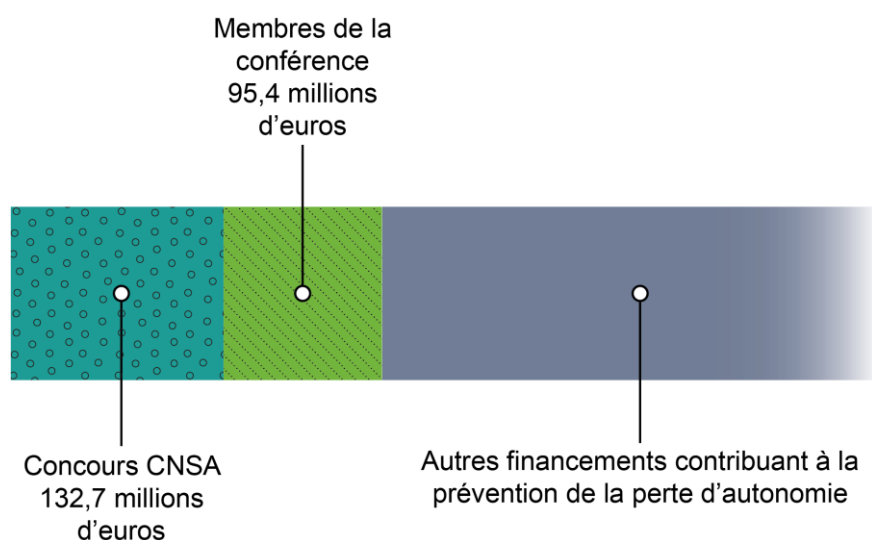 Membres de la
conférence
95,4 millions
d’euros
Concours CNSA
132,7 millions
d’euros
Autres financements contribuant à la
prévention de la perte d’autonomie